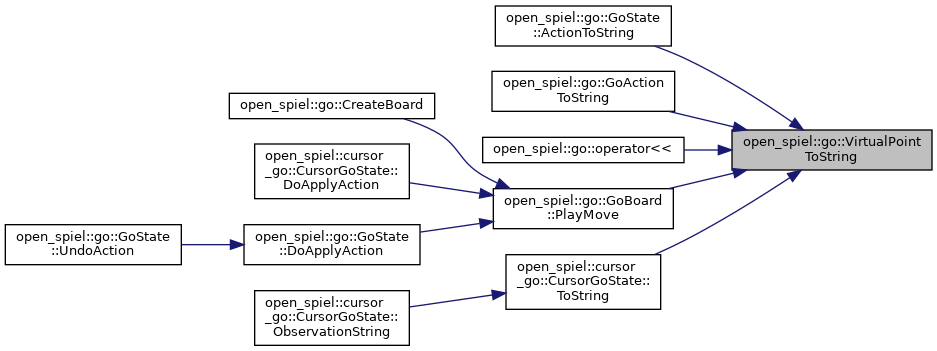 open_spiel::go::GoState
::ActionToString
open_spiel::go::GoAction
ToString
open_spiel::go::CreateBoard
open_spiel::go::operator<<
open_spiel::go::VirtualPoint
ToString
open_spiel::cursor
_go::CursorGoState::
DoApplyAction
open_spiel::go::GoBoard
::PlayMove
open_spiel::go::GoState
::UndoAction
open_spiel::go::GoState
::DoApplyAction
open_spiel::cursor
_go::CursorGoState::
ToString
open_spiel::cursor
_go::CursorGoState::
ObservationString